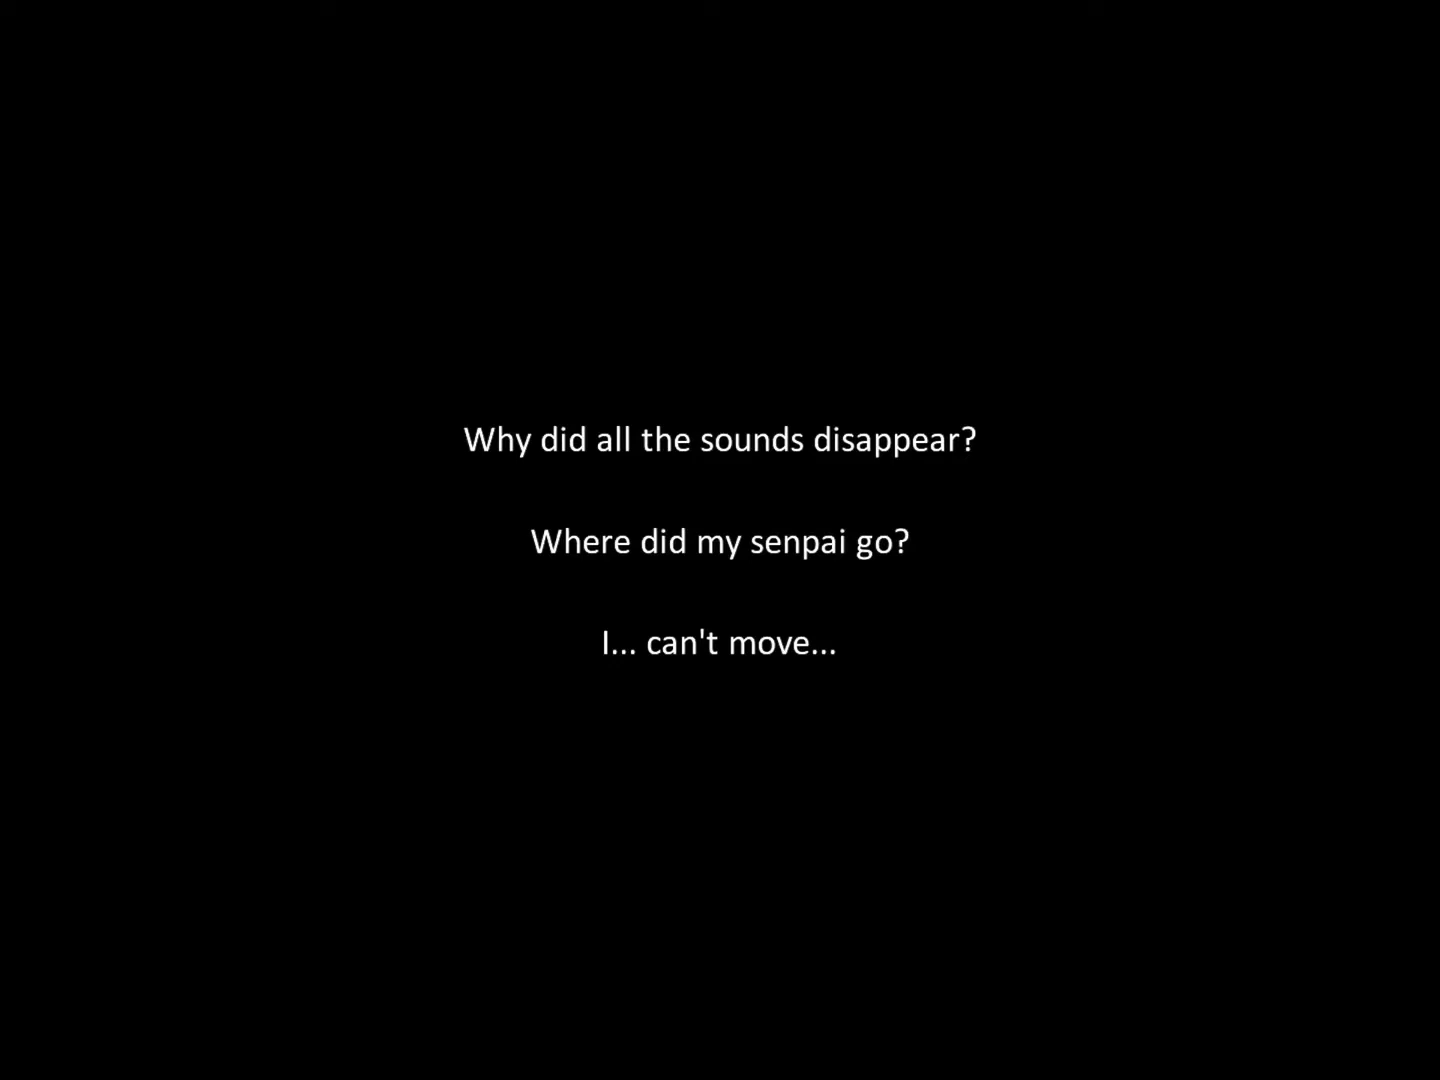 Why did all the sounds disappear?
Where did my senpai go?
I... can't move...